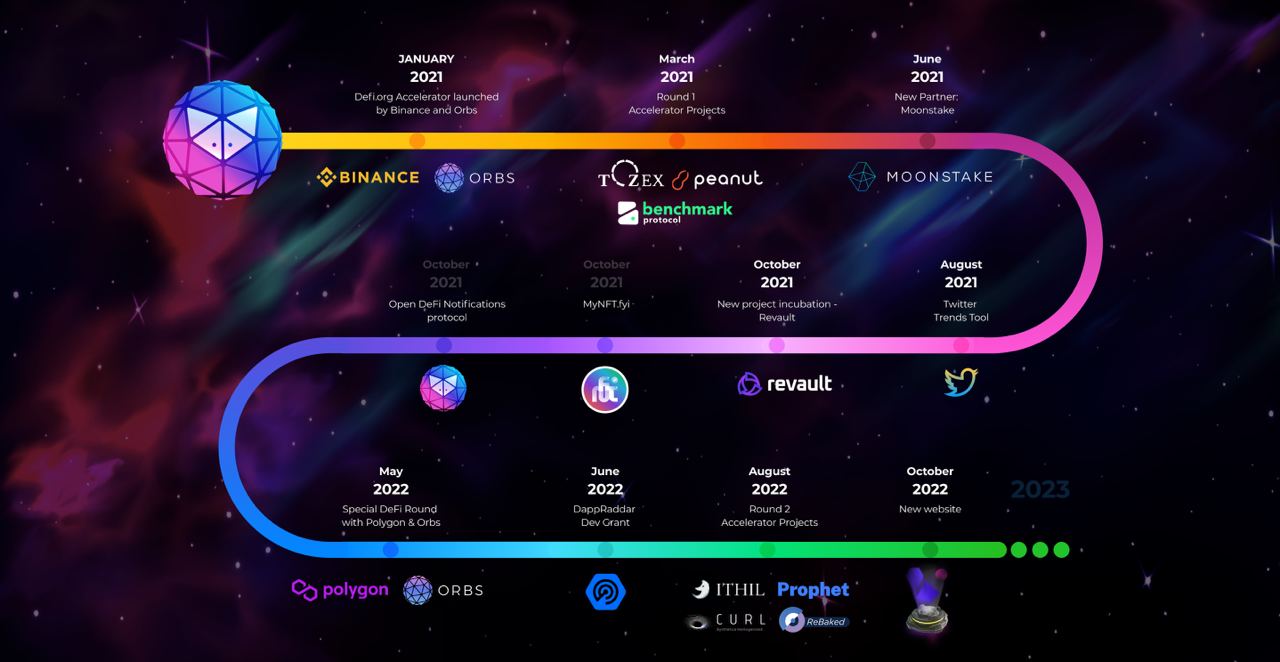 JANUARY
2021
Defi.org Accelerator launched
by Binance and Orbs
March
2021
Round 1
Accelerator Projects
June
2021
New Partner:
Moonstake
BINANCE
ORBS
TOZEX
peanut
benchmark
protocol
MOONSTAKE
October
2021
Open DeFi Notifications
protocol
October
2021
MyNFT.fyi
October
2021
New project incubation -
Revault
August
2021
Twitter
Trends Tool
revault
May
2022
Special DeFi Round
with Polygon & Orbs
June
2022
DappRaddar
Dev Grant
August
2022
Round 2
Accelerator Projects
October
2022
New website
2023
polygon
ORBS
ITHIL
Prophet
CURL
ReBaked